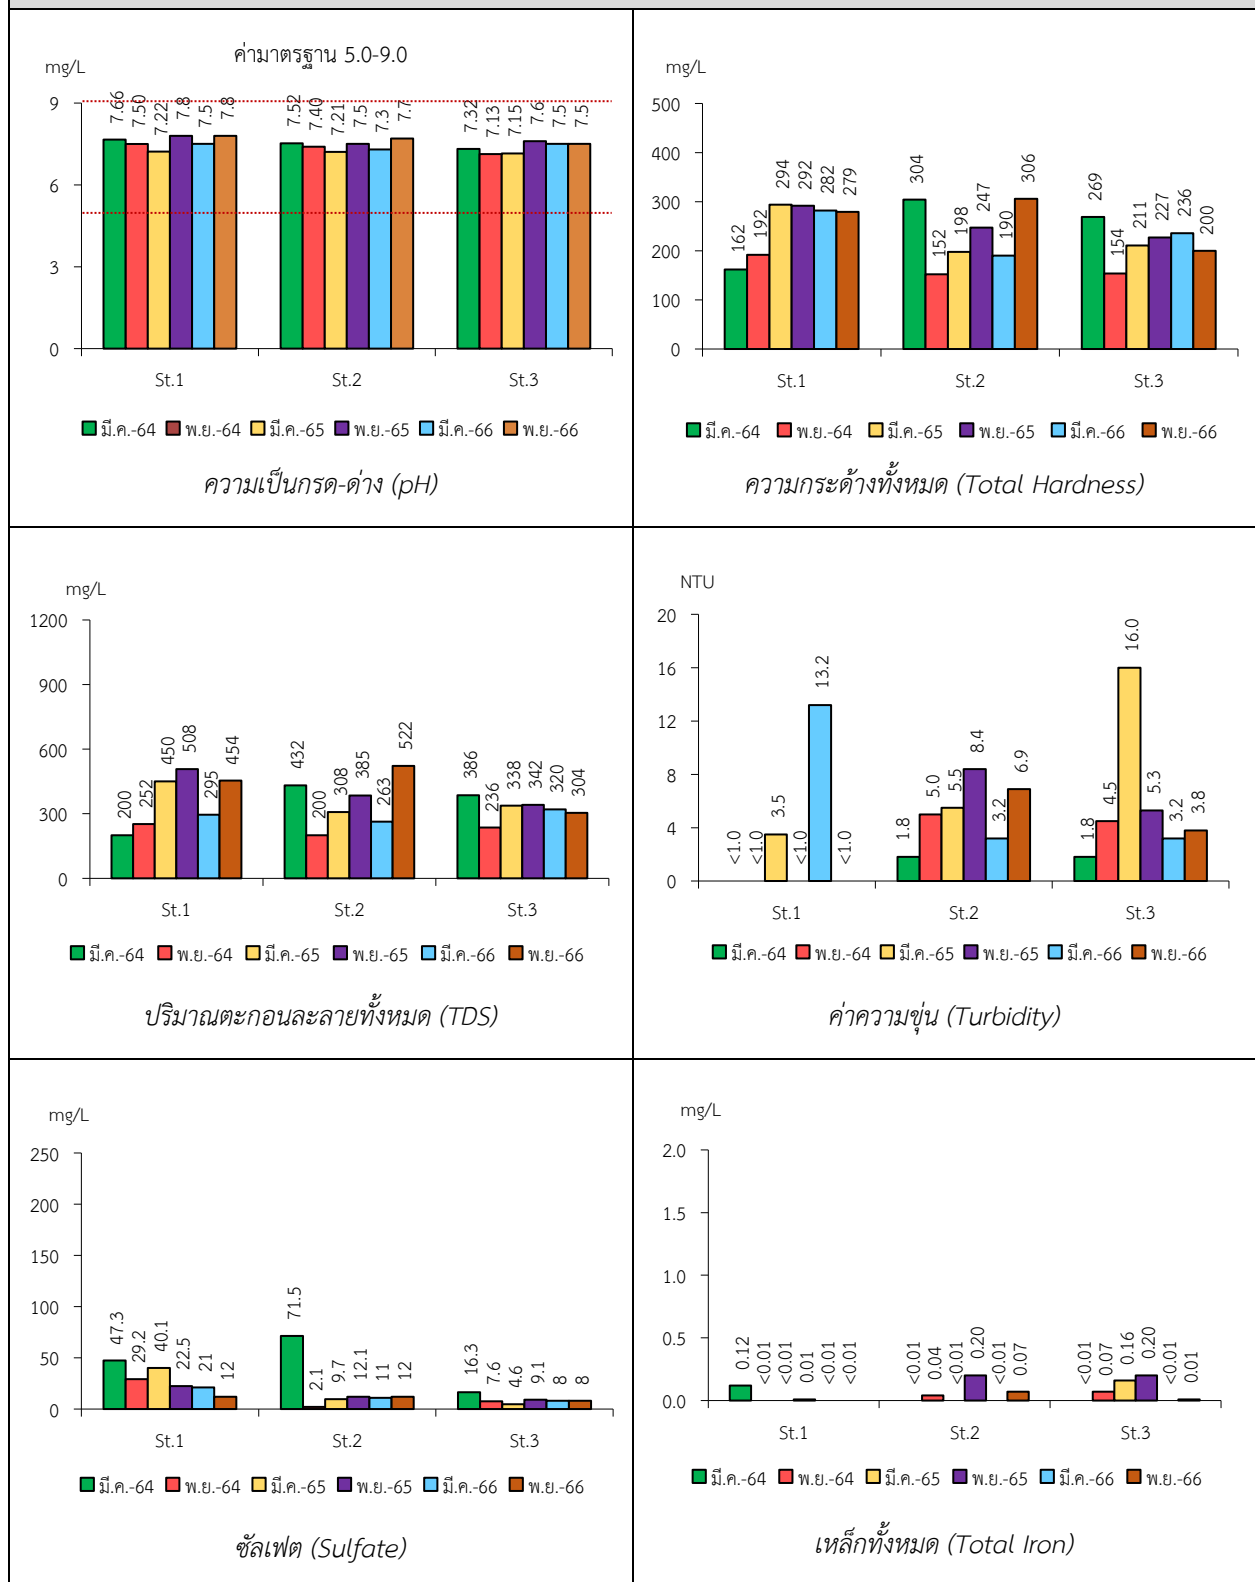 ค่ามาตรฐาน 5.0-9.0
mg/L
9
6
3
0
7.66 7.50 7.22 7.8 7.5 7.8
7.52 7.40 7.21 7.5 7.3 7.7
7.32 7.13 7.15 7.6 7.5 7.5
St.1 St.2 St.3
มี.ค.-64 พ.ย.-64 มี.ค.-65 พ.ย.-65 มี.ค.-66 พ.ย.-66
ความเป็นกรด-ด่าง (pH)
mg/L
500
400
300
200
100
0
162 192 294 292 282 279
304 152 198 247 190 306
269 154 211 227 236 200
St.1 St.2 St.3
มี.ค.-64 พ.ย.-64 มี.ค.-65 พ.ย.-65 มี.ค.-66 พ.ย.-66
ความกระด้างทั้งหมด (Total Hardness)
mg/L
1200
900
600
300
0
200 252 450 508 295 454
432 200 308 385 263 522
386 236 338 342 320 304
St.1 St.2 St.3
มี.ค.-64 พ.ย.-64 มี.ค.-65 พ.ย.-65 มี.ค.-66 พ.ย.-66
ปริมาณตะกอนละลายทั้งหมด (TDS)
NTU
20
16
12
8
4
0
<1.0 <1.0 3.5 <1.0 13.2 <1.0
1.8 5.0 5.5 8.4 3.2 6.9
1.8 4.5 16.0 5.3 3.2 3.8
St.1 St.2 St.3
มี.ค.-64 พ.ย.-64 มี.ค.-65 พ.ย.-65 มี.ค.-66 พ.ย.-66
ค่าความขุ่น (Turbidity)
mg/L
250
200
150
100
50
0
47.3 29.2 40.1 22.5 21 12
71.5 2.1 9.7 12.1 11 12
16.3 7.6 4.6 9.1 8 8
St.1 St.2 St.3
มี.ค.-64 พ.ย.-64 มี.ค.-65 พ.ย.-65 มี.ค.-66 พ.ย.-66
ซัลเฟต (Sulfate)
mg/L
2.0
1.5
1.0
0.5
0.0
0.12 <0.01 <0.01 0.01 <0.01 <0.01
<0.01 0.04 <0.01 0.20 <0.01 0.07
<0.01 0.07 0.16 0.20 <0.01 0.01
St.1 St.2 St.3
มี.ค.-64 พ.ย.-64 มี.ค.-65 พ.ย.-65 มี.ค.-66 พ.ย.-66
เหล็กทั้งหมด (Total Iron)